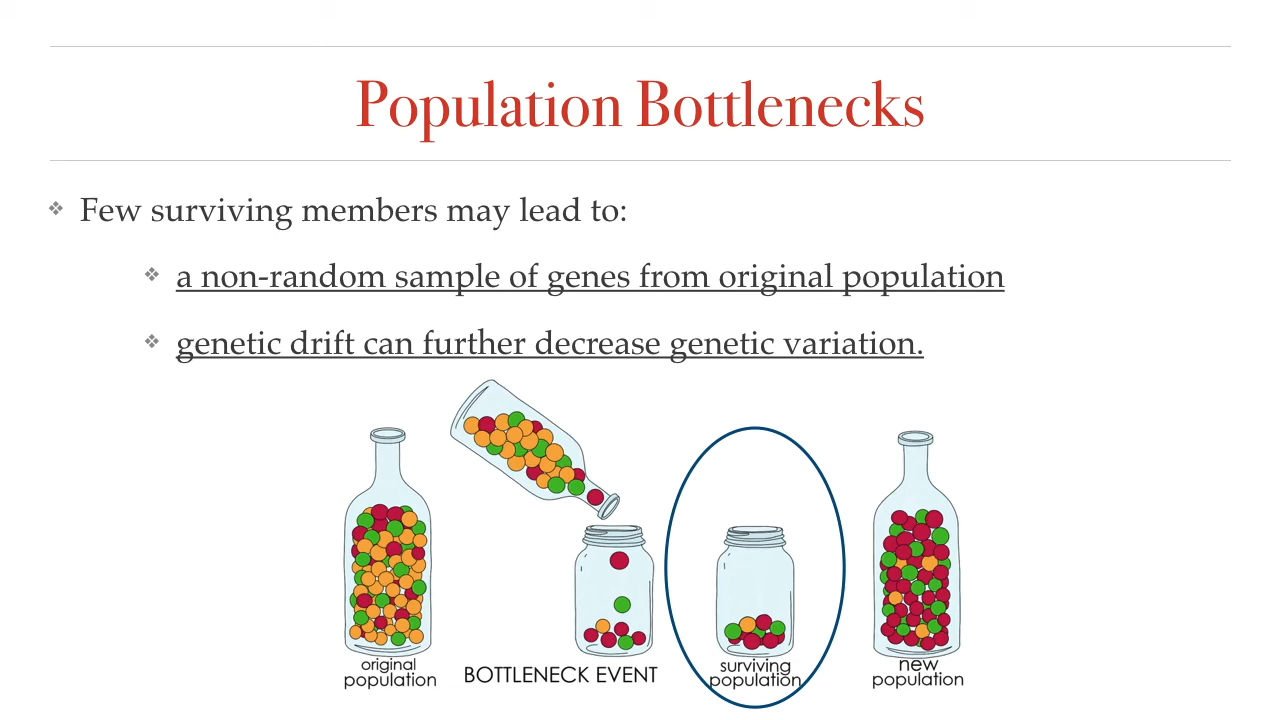 Population Bottlenecks
Few surviving members may lead to:
a non-random sample of genes from original population
genetic drift can further decrease genetic variation.
original
population
BOTTLENECK EVENT
surviving
population
new
population